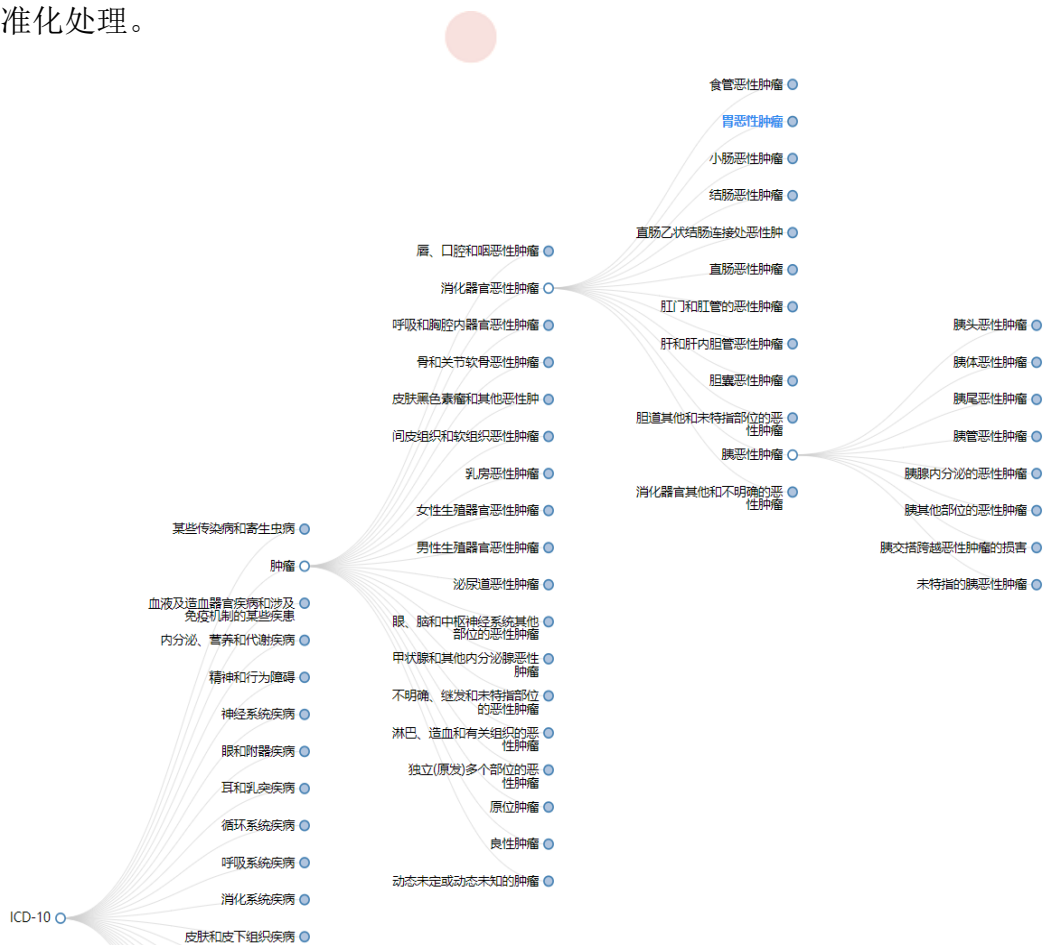 准化处理。
食管恶性肿瘤
胃恶性肿瘤
小肠恶性肿瘤
结肠恶性肿瘤
直肠乙状结肠连接处恶性肿
直肠恶性肿瘤
肛门和肛管的恶性肿瘤
肝和肝内胆管恶性肿瘤
胆囊恶性肿瘤
胆道其他和未特指部位的恶
性肿瘤
胰恶性肿瘤
消化器官其他和不明确的恶
性肿瘤
胰头恶性肿瘤
胰体恶性肿瘤
胰尾恶性肿瘤
胰管恶性肿瘤
胰腺内分泌的恶性肿瘤
胰其他部位的恶性肿瘤
胰交搭跨越恶性肿瘤的损害
未特指的胰恶性肿瘤
唇、口腔和咽恶性肿瘤
消化器官恶性肿瘤
呼吸和胸腔内器官恶性肿瘤
骨和关节软骨恶性肿瘤
皮肤黑色素瘤和其他恶性肿
间皮组织和软组织恶性肿瘤
乳房恶性肿瘤
女性生殖器官恶性肿瘤
男性生殖器官恶性肿瘤
泌尿道恶性肿瘤
眼、脑和中枢神经系统其他
部位的恶性肿瘤
甲状腺和其他内分泌腺恶性
肿瘤
不明确、继发和未特指部位
的恶性肿瘤
淋巴、造血和有关组织的恶
性肿瘤
独立(原发)多个部位的恶
性肿瘤
原位肿瘤
良性肿瘤
动态未定或动态未知的肿瘤
某些传染病和寄生虫病
肿瘤
血液及造血器官疾病和涉及
免疫机制的某些疾患
内分泌、营养和代谢疾病
精神和行为障碍
神经系统疾病
眼和附器疾病
耳和乳突疾病
循环系统疾病
呼吸系统疾病
消化系统疾病
皮肤和皮下组织疾病
ICD-10